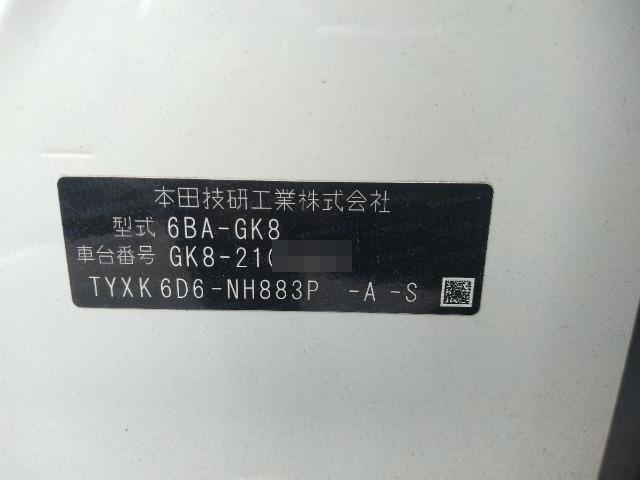 本田技研工業株式会社
型式 6BA-GK8
車台番号 GK8-210
TYXK 6D6-NH883P -A -S